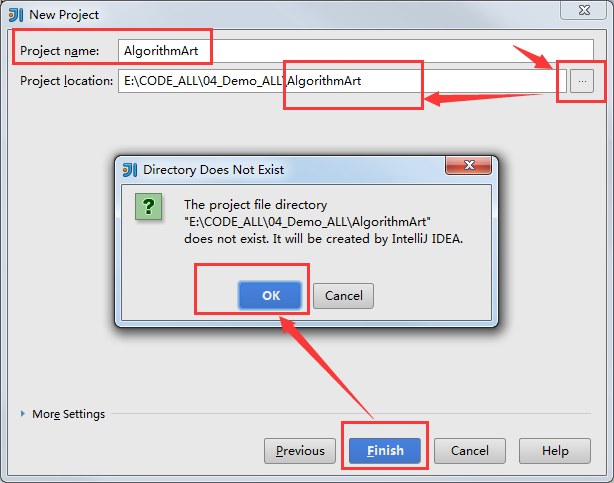 New Project
Project name: AlgorithmArt
Project location: E:\CODE_ALL\04_Demo_ALL\AlgorithmArt ...
Directory Does Not Exist
?
The project file directory
"E:\CODE_ALL\04_Demo_ALL\AlgorithmArt"
does not exist. It will be created by IntelliJ IDEA.
OK Cancel
More Settings
Previous Finish Cancel Help